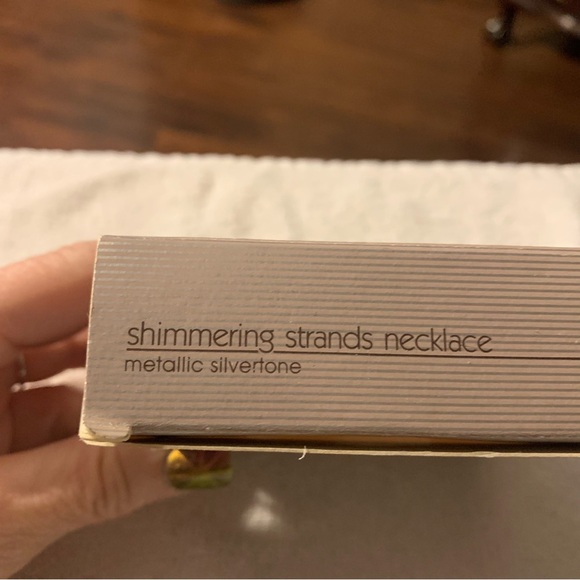 shimmering strands necklace
metallic silvertone